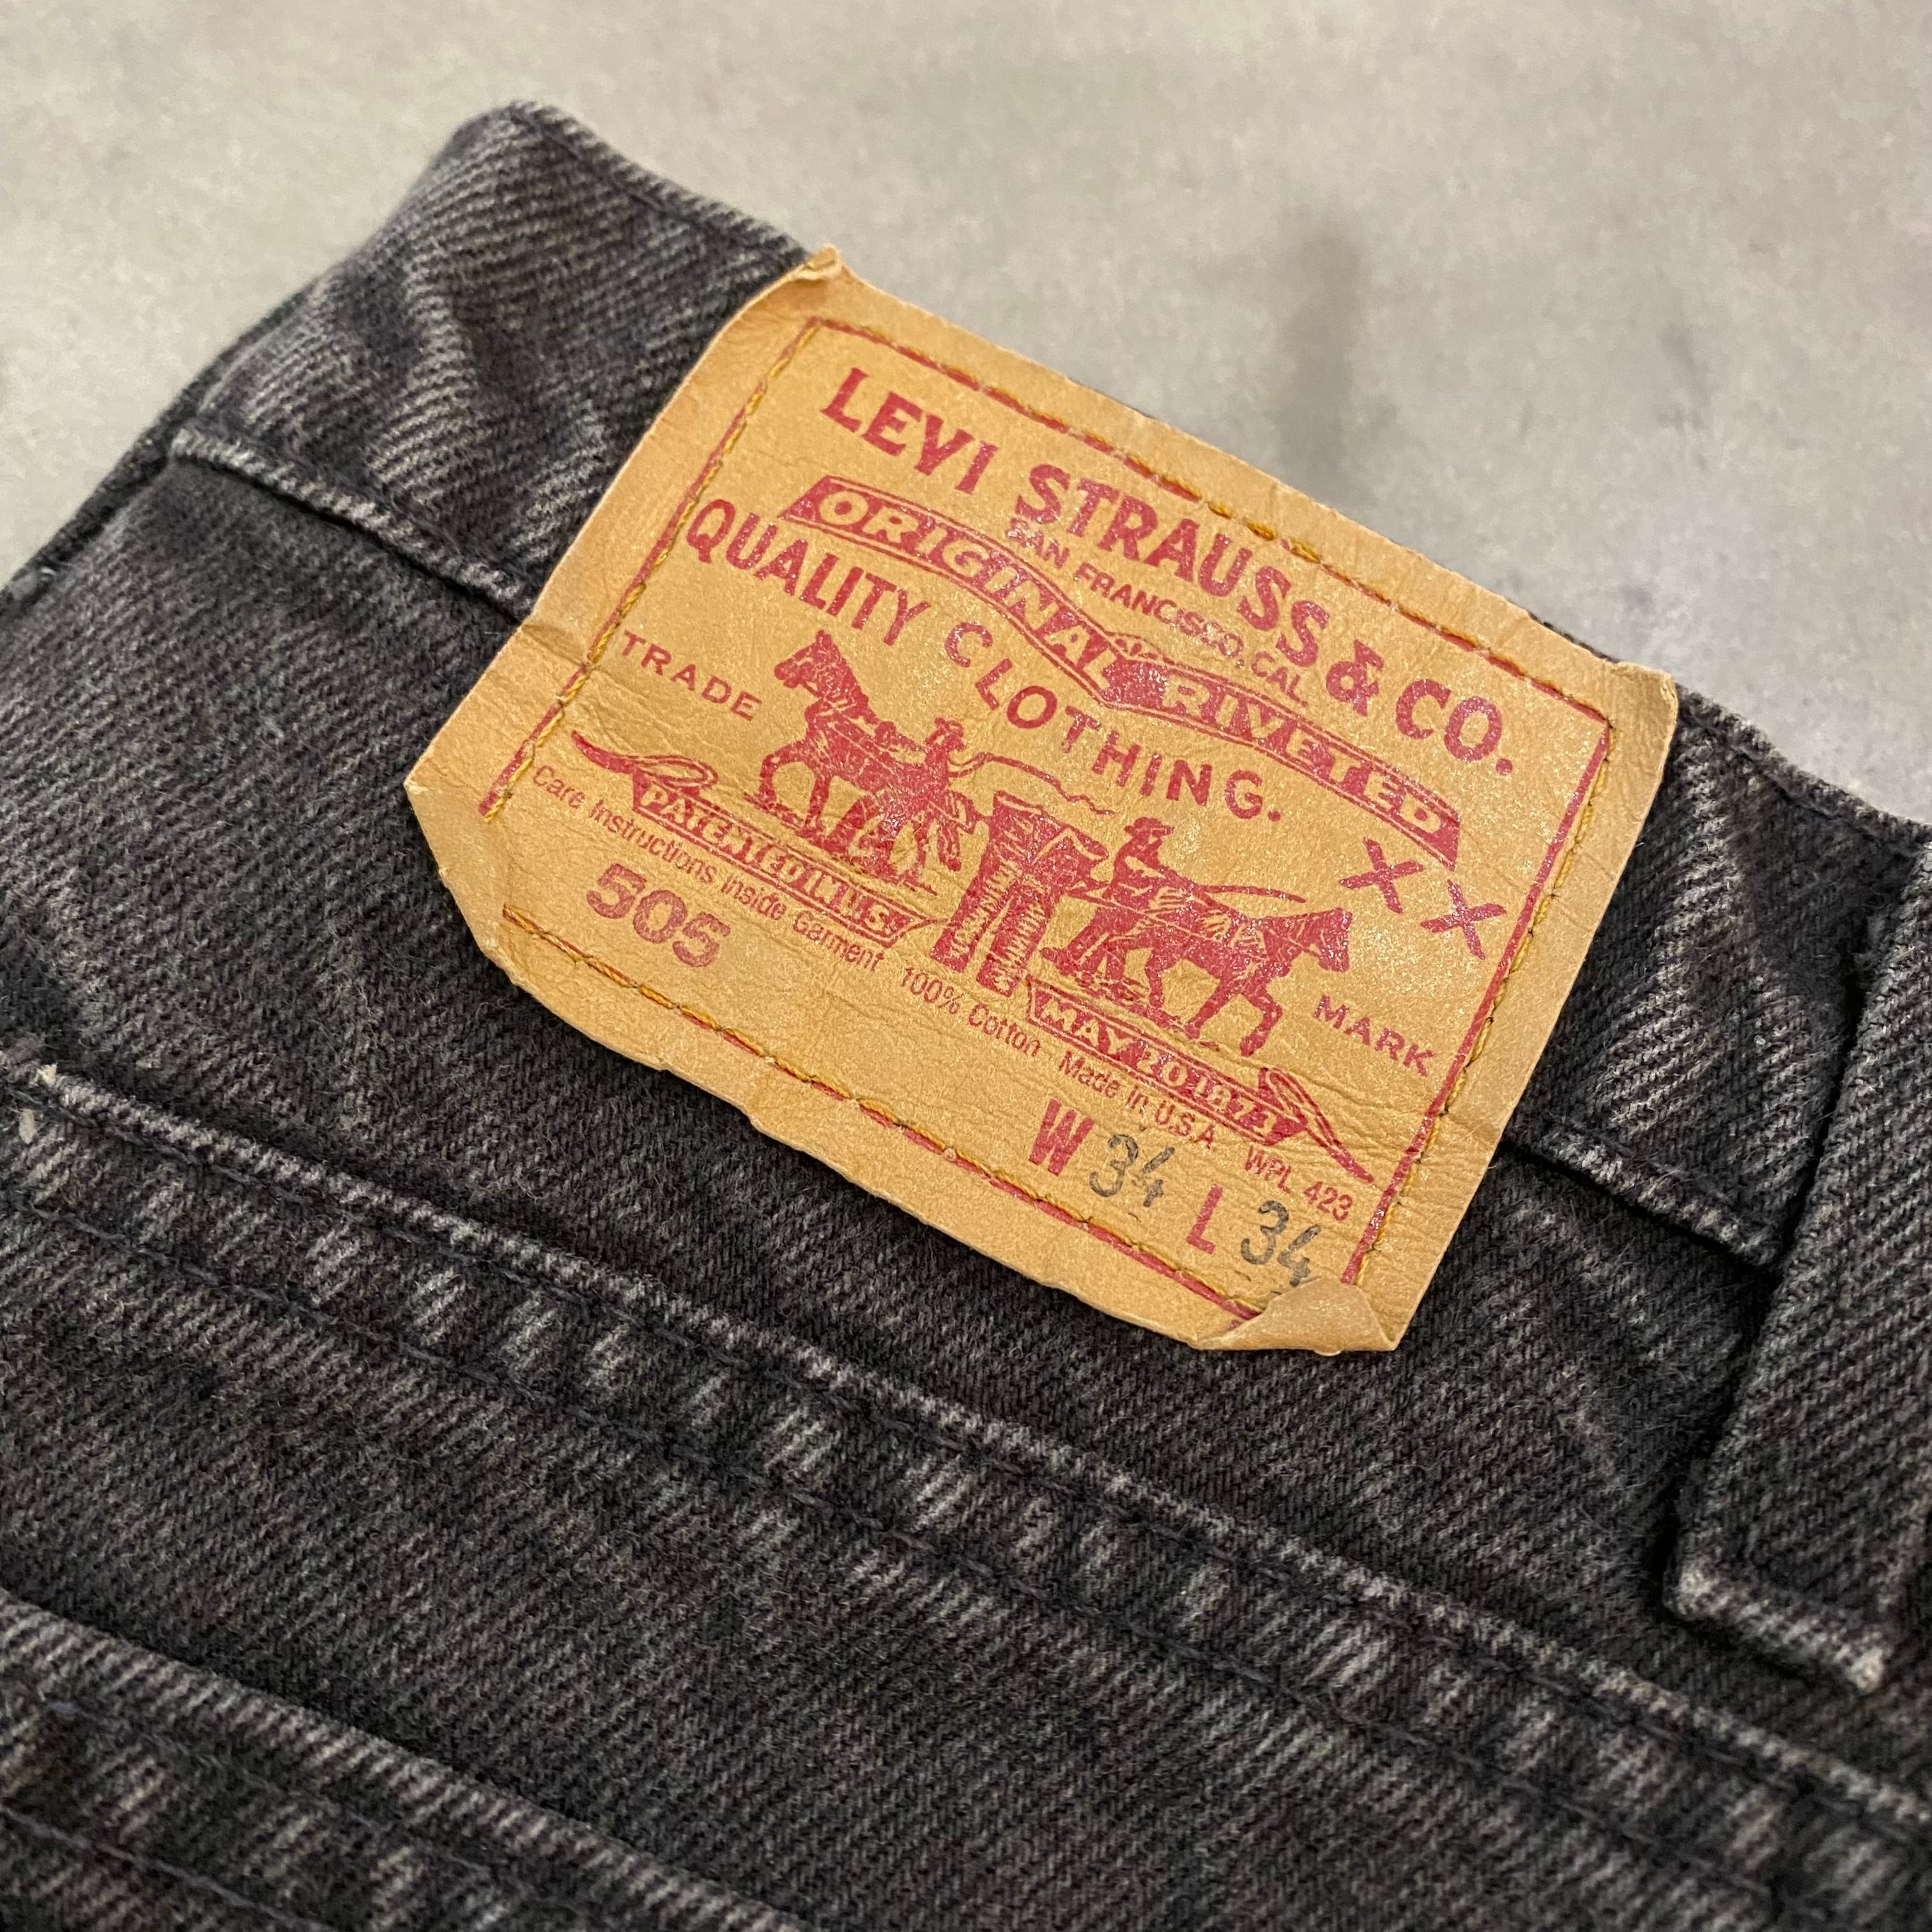 LEVI STRAUSS & CO.
SAN FRANCISCO, CAL
ORIGINAL RIVETED
QUALITY CLOTHING.
TRADE
XX
MARK
PATENTED IN U.S.
MAY 20 1873
Care Instructions Inside Garment 100% Cotton Made in U.S.A WPL 423
505
W 34 L 34